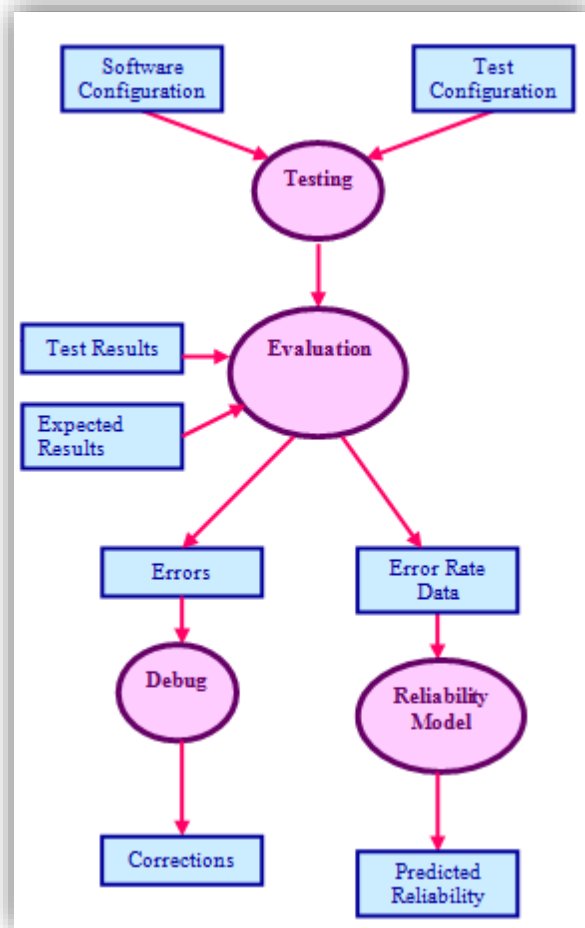 Software
Configuration
Test
Configuration
Testing
Evaluation
Test Results
Expected
Results
Errors
Error Rate
Data
Debug
Reliability
Model
Corrections
Predicted
Reliability